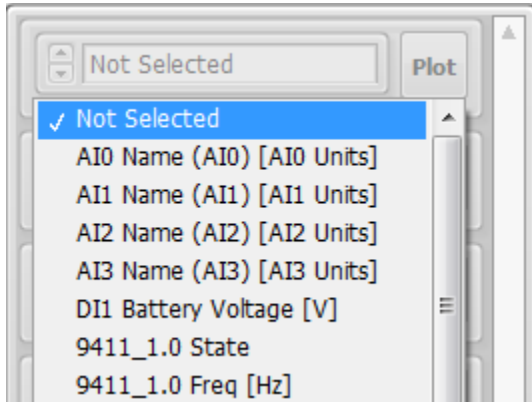 Not Selected
Plot
Not Selected
AI0 Name (AI0) [AI0 Units]
AI1 Name (AI1) [AI1 Units]
AI2 Name (AI2) [AI2 Units]
AI3 Name (AI3) [AI3 Units]
DI1 Battery Voltage [V]
9411_1.0 State
9411_1.0 Freq [Hz]